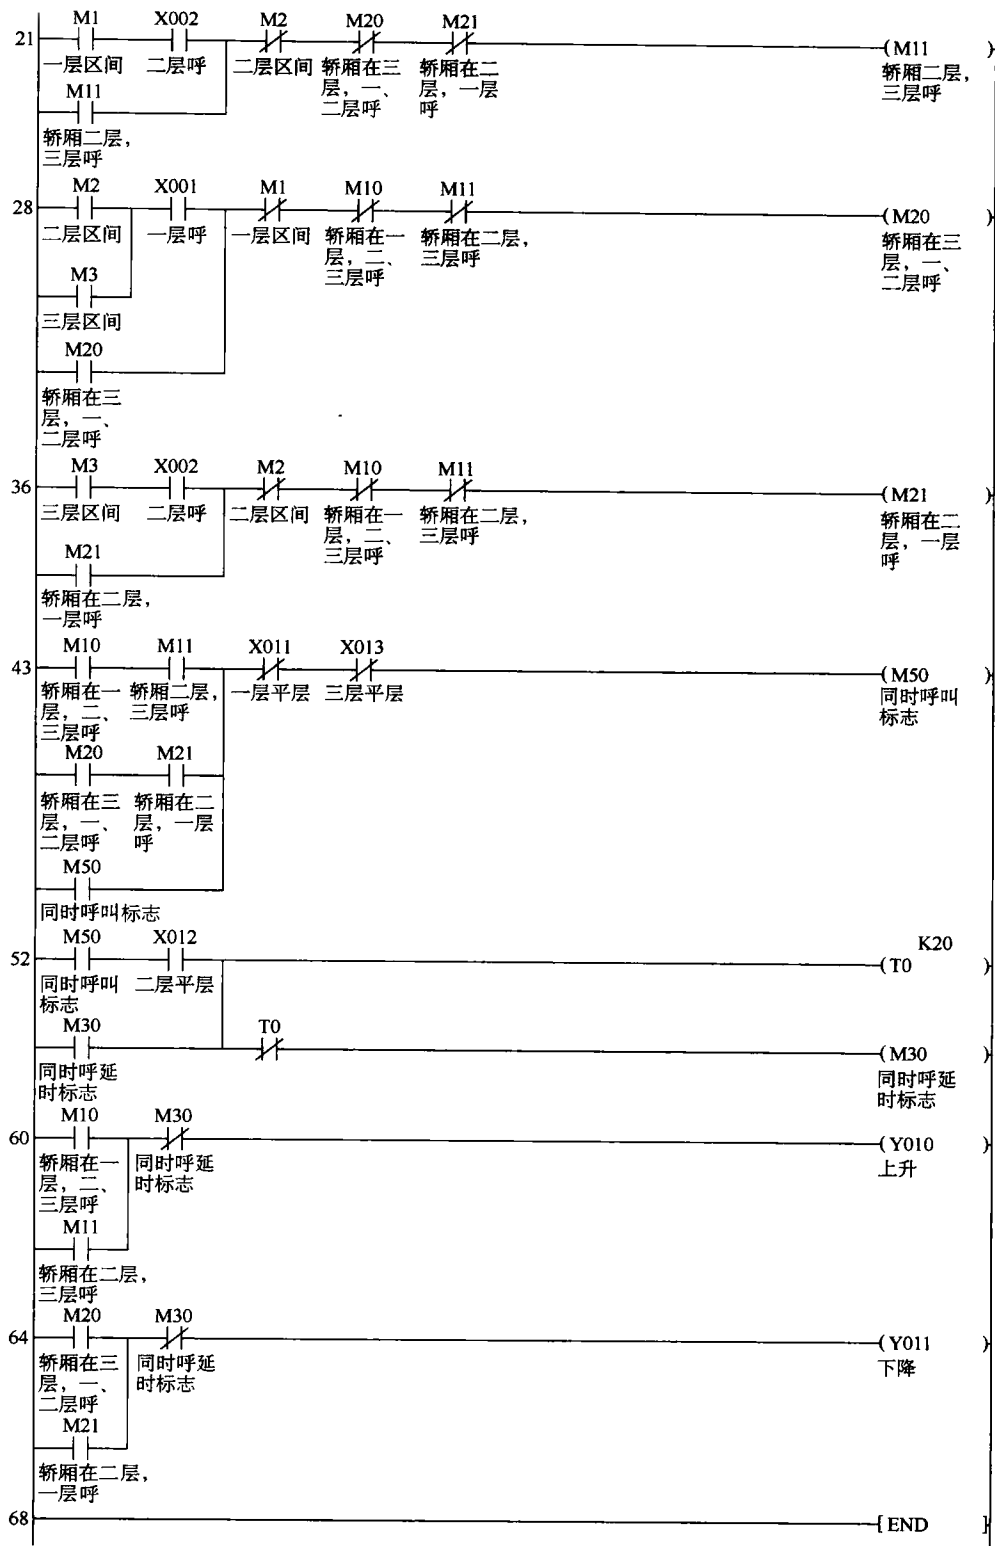 M1 X002 M2 M20 M21
21 (M11 )
一层区间 二层呼 二层区间 轿厢在三 轿厢在二 轿厢二层，
层，一、 层，一层 三层呼
二层呼 呼
M11
轿厢二层，
三层呼
M2 X001 M1 M10 M11
28 (M20 )
二层区间 一层呼 一层区间 轿厢在一 轿厢在二层， 轿厢在三
层，二、 三层呼 层，一、
三层呼 二层呼
M3
三层区间
M20
轿厢在三
层，一、
二层呼
M3 X002 M2 M10 M11
36 (M21 )
三层区间 二层呼 二层区间 轿厢在一 轿厢在二层， 轿厢在二
层，二、 三层呼 层，一层
三层呼 呼
M21
轿厢在二层，
一层呼
M10 M11 X011 X013
43 (M50 )
轿厢在一 轿厢二层， 一层平层 三层平层 同时呼叫
层，二、 三层呼 标志
三层呼
M20 M21
轿厢在三 轿厢在二
层，一、 层，一层
二层呼 呼
M50
同时呼叫标志
M50 X012 K20
52 (T0 )
同时呼叫 二层平层
标志
M30 T0
(M30 )
同时呼延 同时呼延
时标志 时标志
M10 M30
60 (Y010 )
轿厢在一 同时呼延 上升
层，二、 时标志
三层呼
M11
轿厢在二层，
三层呼
M20 M30
64 (Y011 )
轿厢在三 同时呼延 下降
层，一、 时标志
二层呼
M21
轿厢在二层，
一层呼
68 [END ]